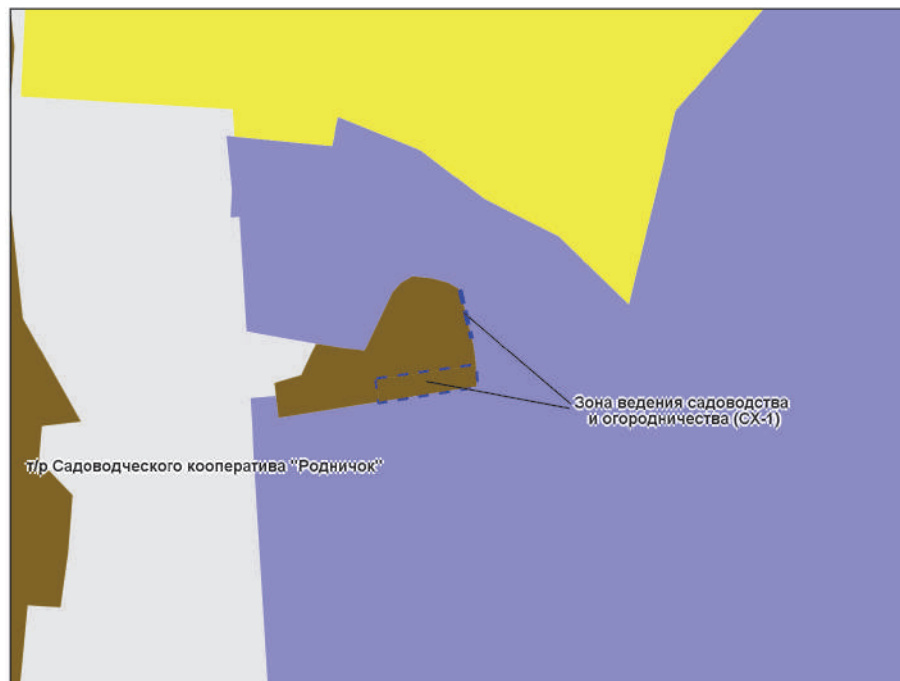 Зона ведения садоводства
и огородничества (СХ-1)
т/р Садоводческого кооператива "Родничок"